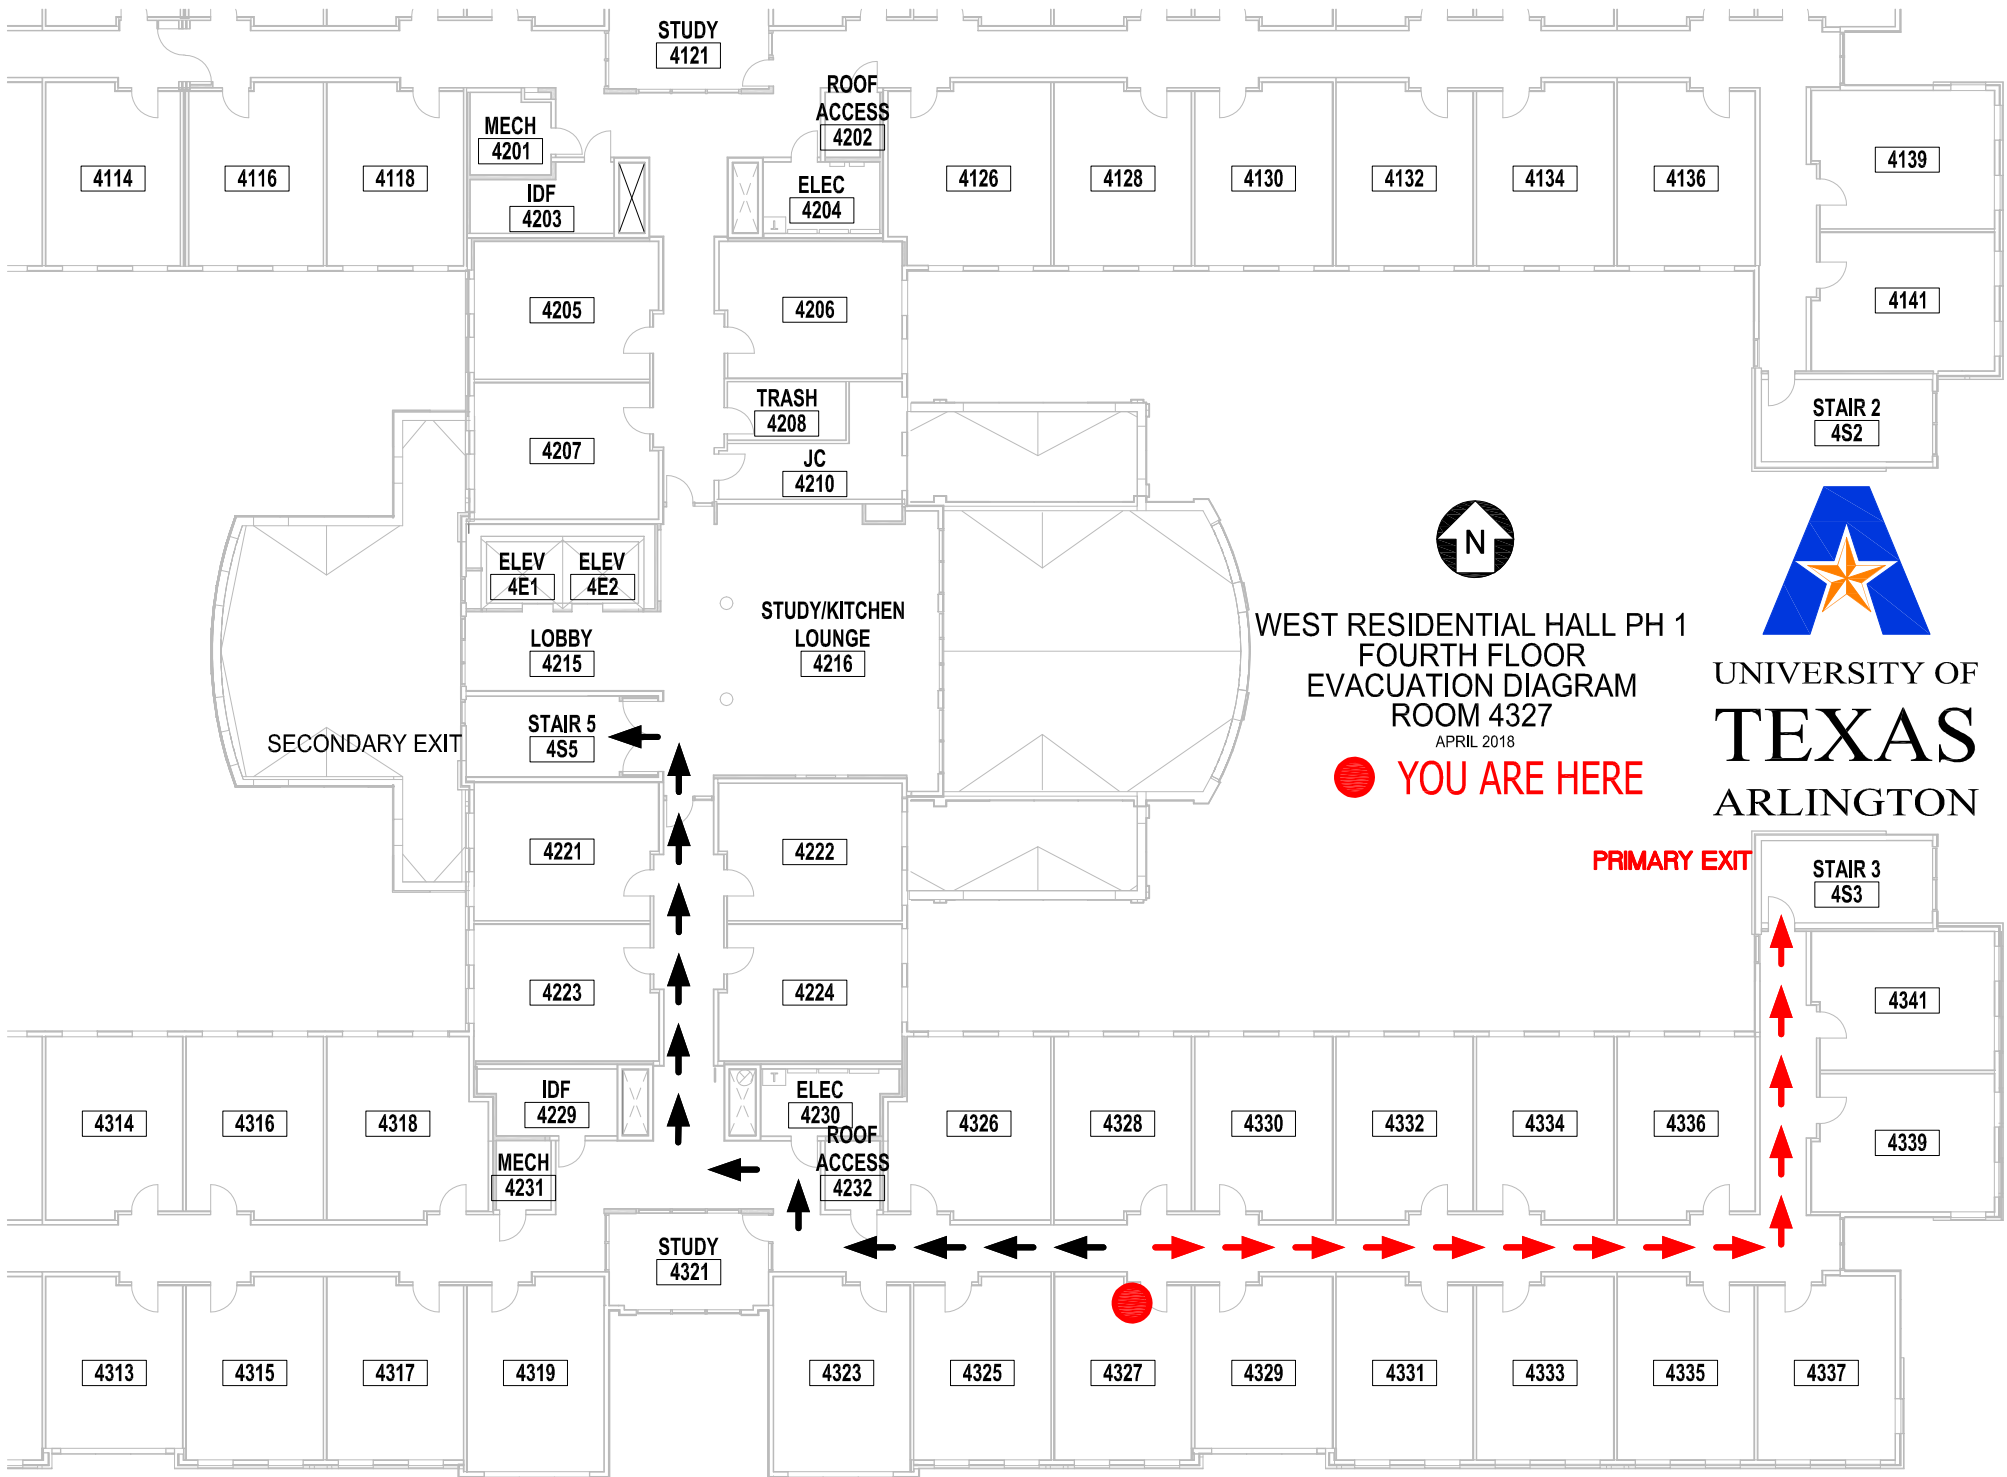 STUDY
4121
ROOF
ACCESS
4202
MECH
4201
4114
4116
4118
IDF
4203
ELEC
4204
4126
4128
4130
4132
4134
4136
4139
4205
4206
4141
TRASH
4208
STAIR 2
4S2
4207
JC
4210
ELEV
4E1
ELEV
4E2
N
STUDY/KITCHEN
LOUNGE
4216
LOBBY
4215
WEST RESIDENTIAL HALL PH 1
FOURTH FLOOR
EVACUATION DIAGRAM
ROOM 4327
APRIL 2018
YOU ARE HERE
UNIVERSITY OF
TEXAS
ARLINGTON
SECONDARY EXIT
STAIR 5
4S5
4221
4222
PRIMARY EXIT
STAIR 3
4S3
4223
4224
4341
IDF
4229
T
ELEC
4230
4314
4316
4318
4326
4328
4330
4332
4334
4336
4339
MECH
4231
ROOF
ACCESS
4232
STUDY
4321
4313
4315
4317
4319
4323
4325
4327
4329
4331
4333
4335
4337